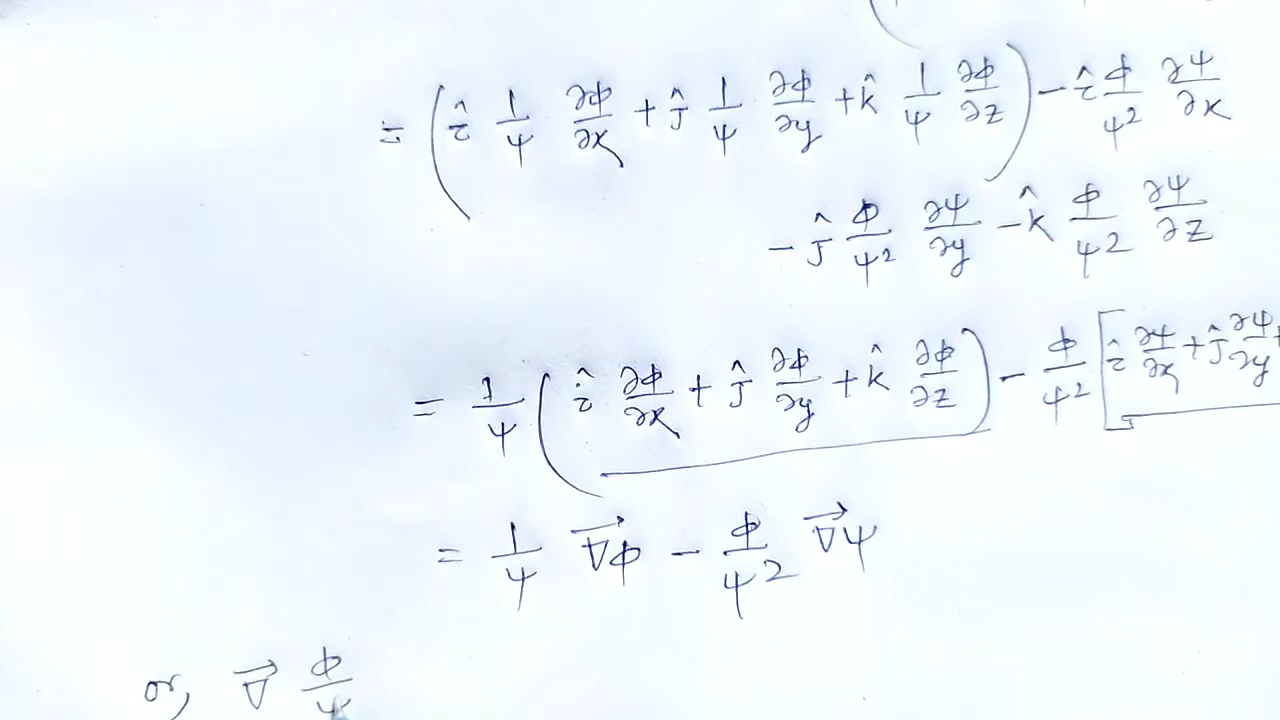 = ( î 1/ψ ∂φ/∂x + ĵ 1/ψ ∂φ/∂y + k̂ 1/ψ ∂φ/∂z ) − î φ/ψ² ∂ψ/∂x
− ĵ φ/ψ² ∂ψ/∂y − k̂ φ/ψ² ∂ψ/∂z
= 1/ψ ( î ∂φ/∂x + ĵ ∂φ/∂y + k̂ ∂φ/∂z ) − φ/ψ² [ î ∂ψ/∂x + ĵ ∂ψ/∂y +
= 1/ψ ∇⃗φ − φ/ψ² ∇⃗ψ
or, ∇⃗ φ/ψ